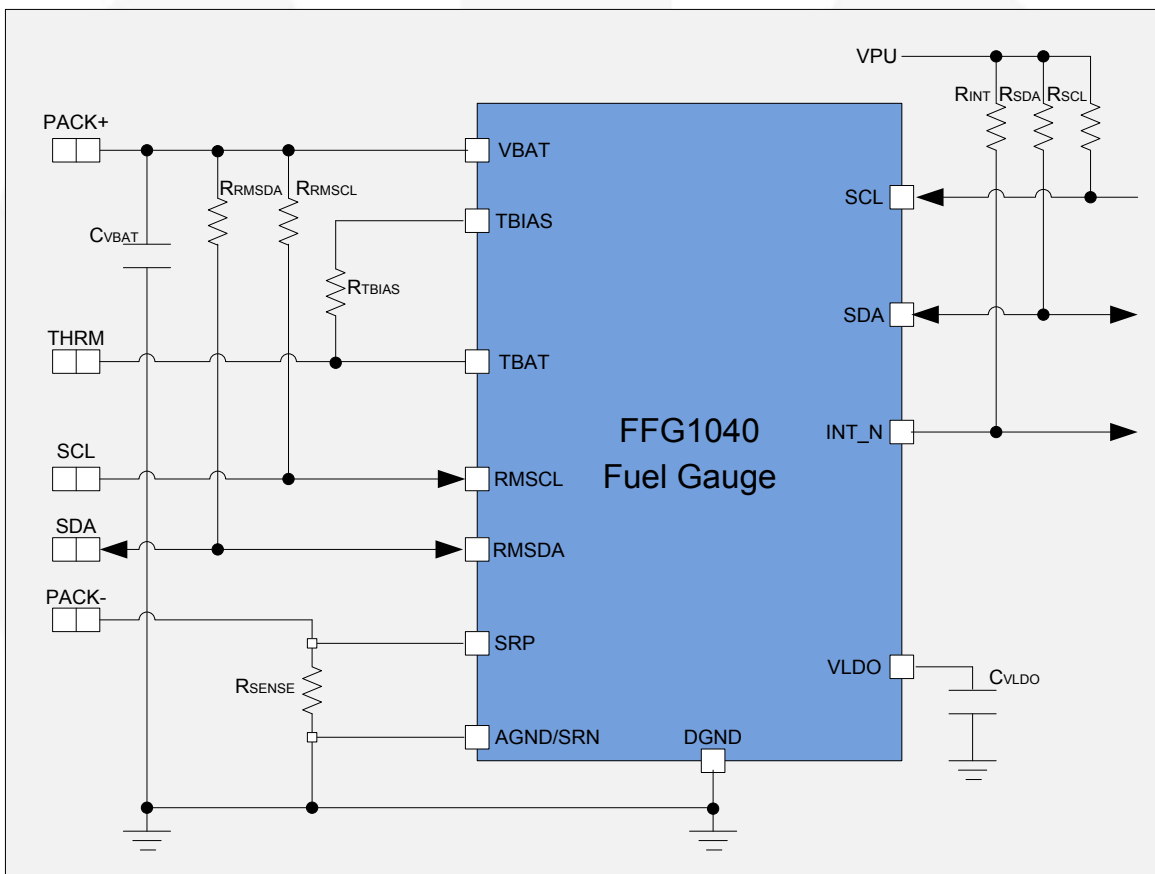 VPU
RINT RSDA RSCL
PACK+
VBAT
RRMSDA RRMSCL
SCL
TBIAS
CVBAT
RTBIAS
SDA
THRM
TBAT
FFG1040
Fuel Gauge
INT_N
SCL
RMSCL
SDA
RMSDA
PACK-
SRP
VLDO
RSENSE
CVLDO
AGND/SRN
DGND